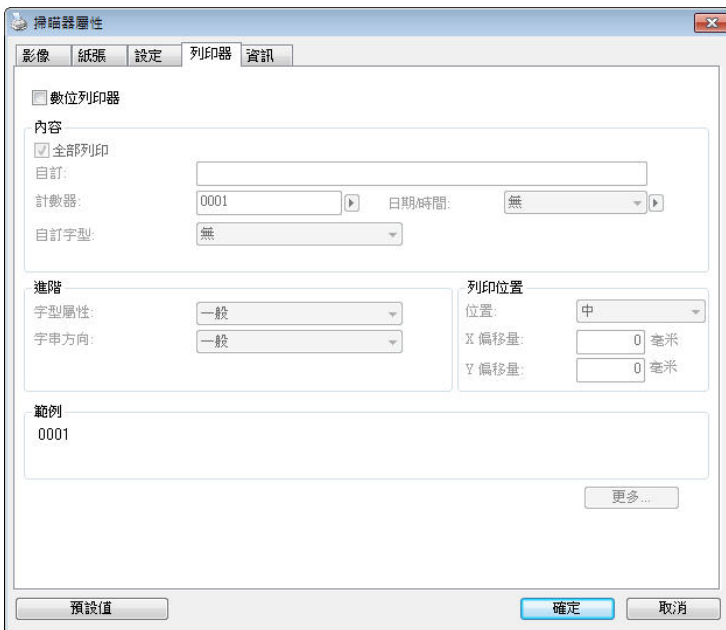 掃瞄器屬性
影像 紙張 設定 列印器 資訊
數位列印器
內容
全部列印
自訂:
計數器: 0001 日期/時間: 無
自訂字型: 無
進階
字型屬性: 一般
字串方向: 一般
列印位置
位置: 中
X 偏移量: 0 毫米
Y 偏移量: 0 毫米
範例
0001
更多...
預設值 確定 取消